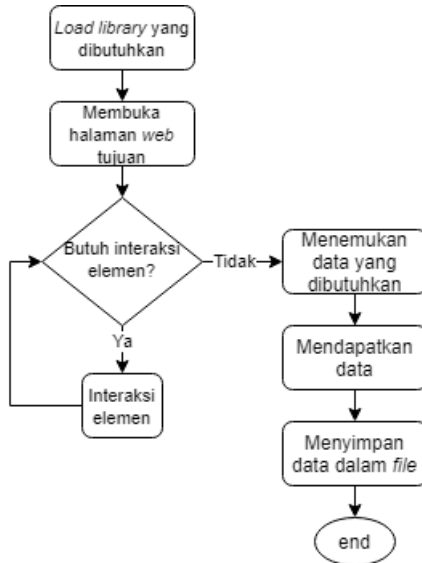 Load library yang
dibutuhkan
Membuka
halaman web
tujuan
Butuh interaksi
elemen?
Tidak
Ya
Interaksi
elemen
Menemukan
data yang
dibutuhkan
Mendapatkan
data
Menyimpan
data dalam file
end